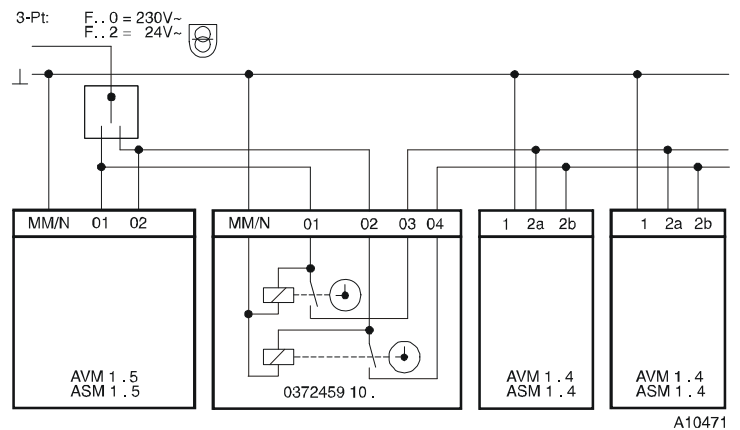 3-Pt: F..0 = 230V~
F..2 = 24V~
MM/N 01 02
MM/N 01 02 03 04
1 2a 2b
1 2a 2b
AVM 1.5
ASM 1.5
0372459 10.
AVM 1.4
ASM 1.4
AVM 1.4
ASM 1.4
A10471